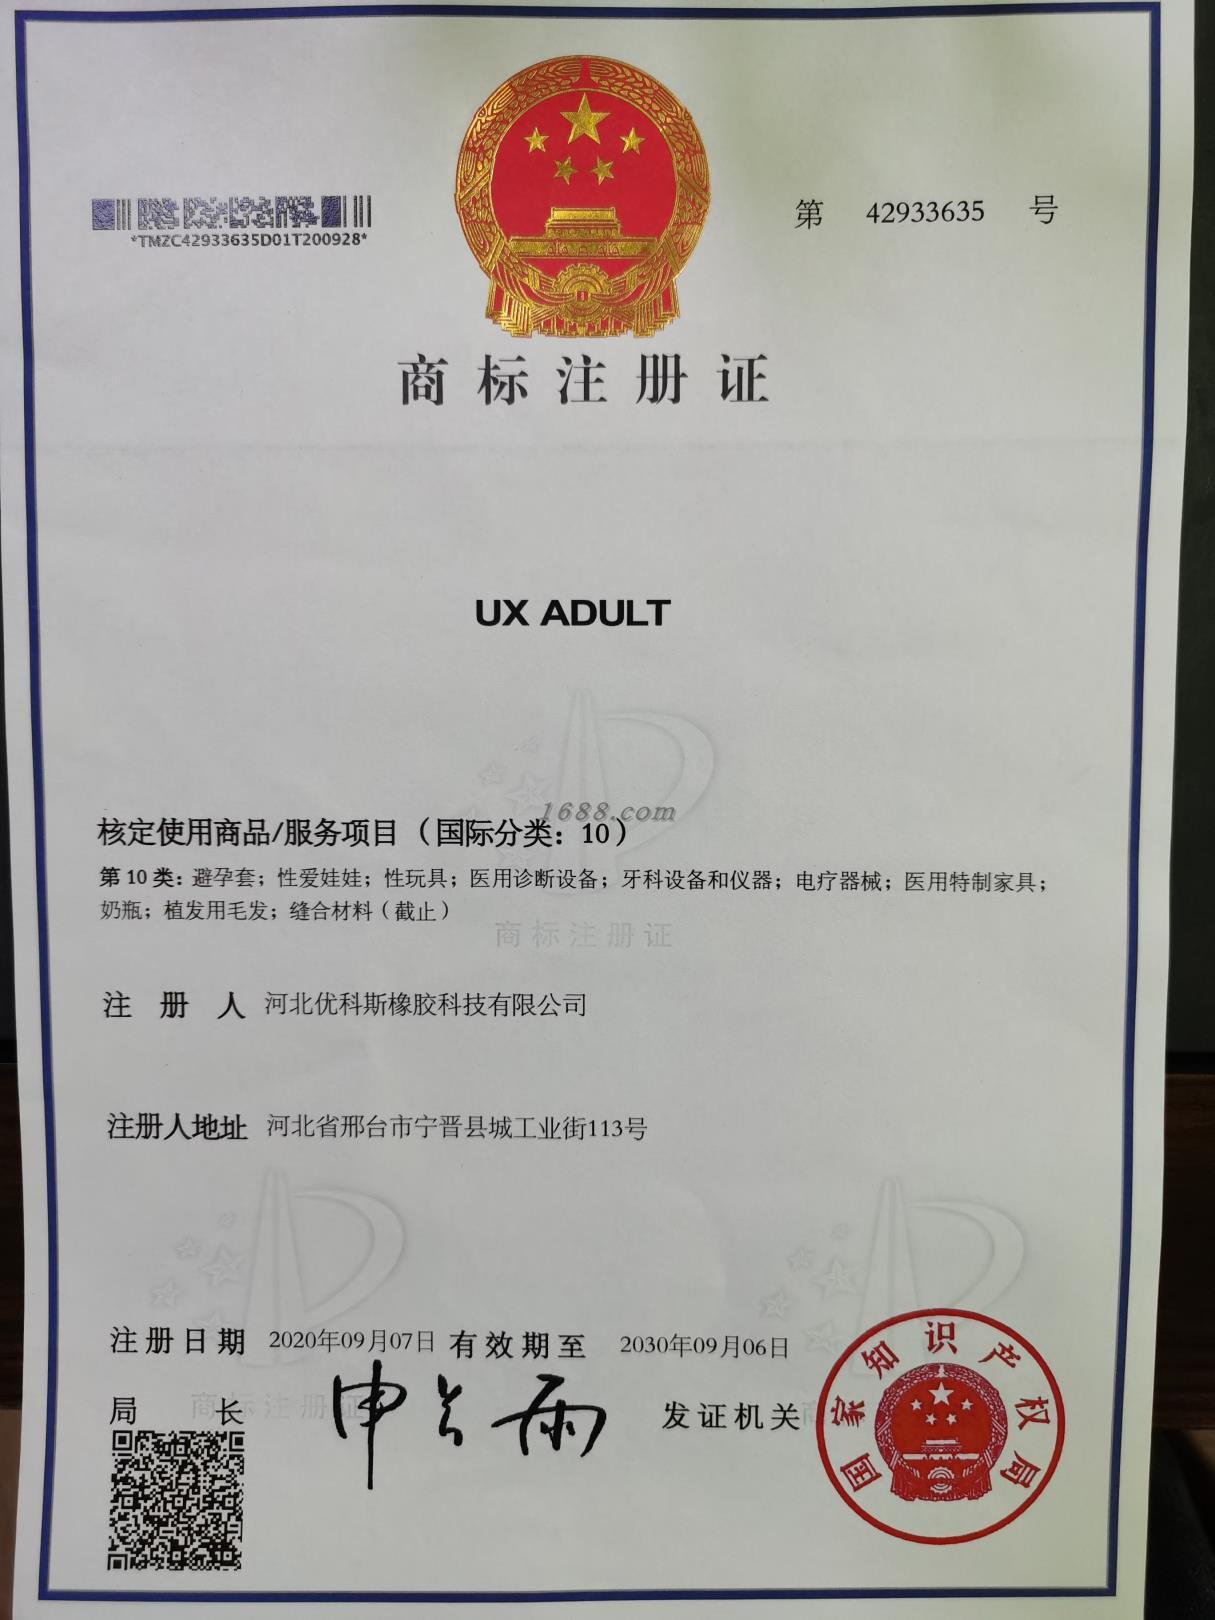 *TMZC42933635D01T200928*
第 42933635 号
商标注册证
UX ADULT
1688.com
核定使用商品/服务项目（国际分类：10）
第 10 类：避孕套；性爱娃娃；性玩具；医用诊断设备；牙科设备和仪器；电疗器械；医用特制家具；
奶瓶；植发用毛发；缝合材料（截止）
商标注册证
注 册 人 河北优科斯橡胶科技有限公司
注册人地址 河北省邢台市宁晋县城工业街113号
注册日期 2020年09月07日 有效期至 2030年09月06日
局 长 申长雨 发证机关
商标注册证
国家知识产权局